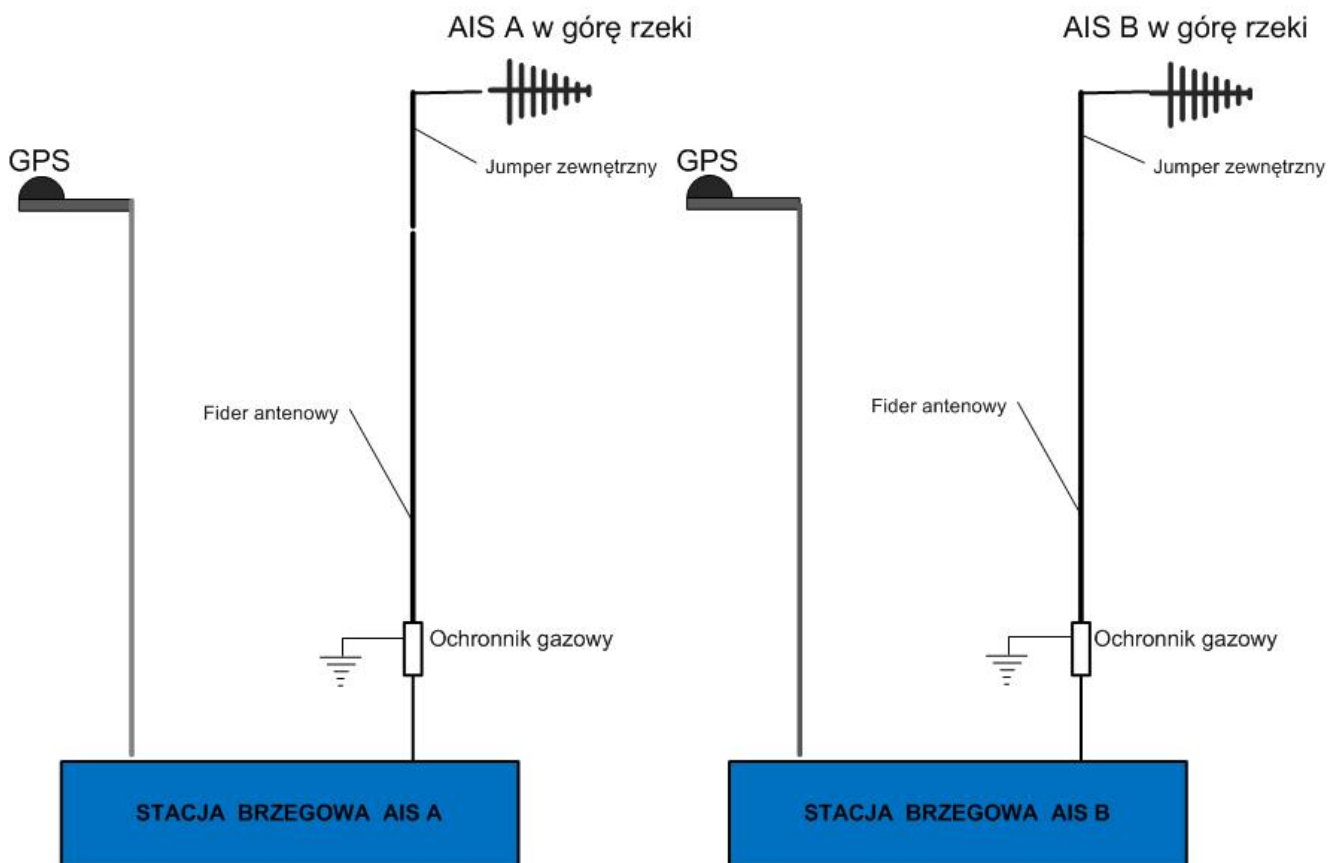 AIS A w górę rzeki
AIS B w górę rzeki
GPS
Jumper zewnętrzny
GPS
Jumper zewnętrzny
Fider antenowy
Fider antenowy
Ochronnik gazowy
Ochronnik gazowy
STACJA BRZEGOWA AIS A
STACJA BRZEGOWA AIS B